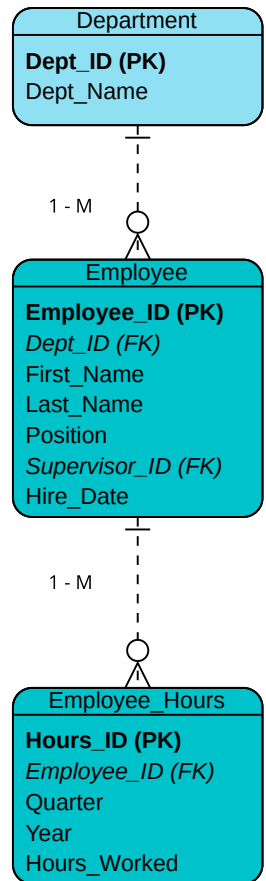 Department
Dept_ID (PK)
Dept_Name
1 - M
Employee
Employee_ID (PK)
Dept_ID (FK)
First_Name
Last_Name
Position
Supervisor_ID (FK)
Hire_Date
1 - M
Employee_Hours
Hours_ID (PK)
Employee_ID (FK)
Quarter
Year
Hours_Worked